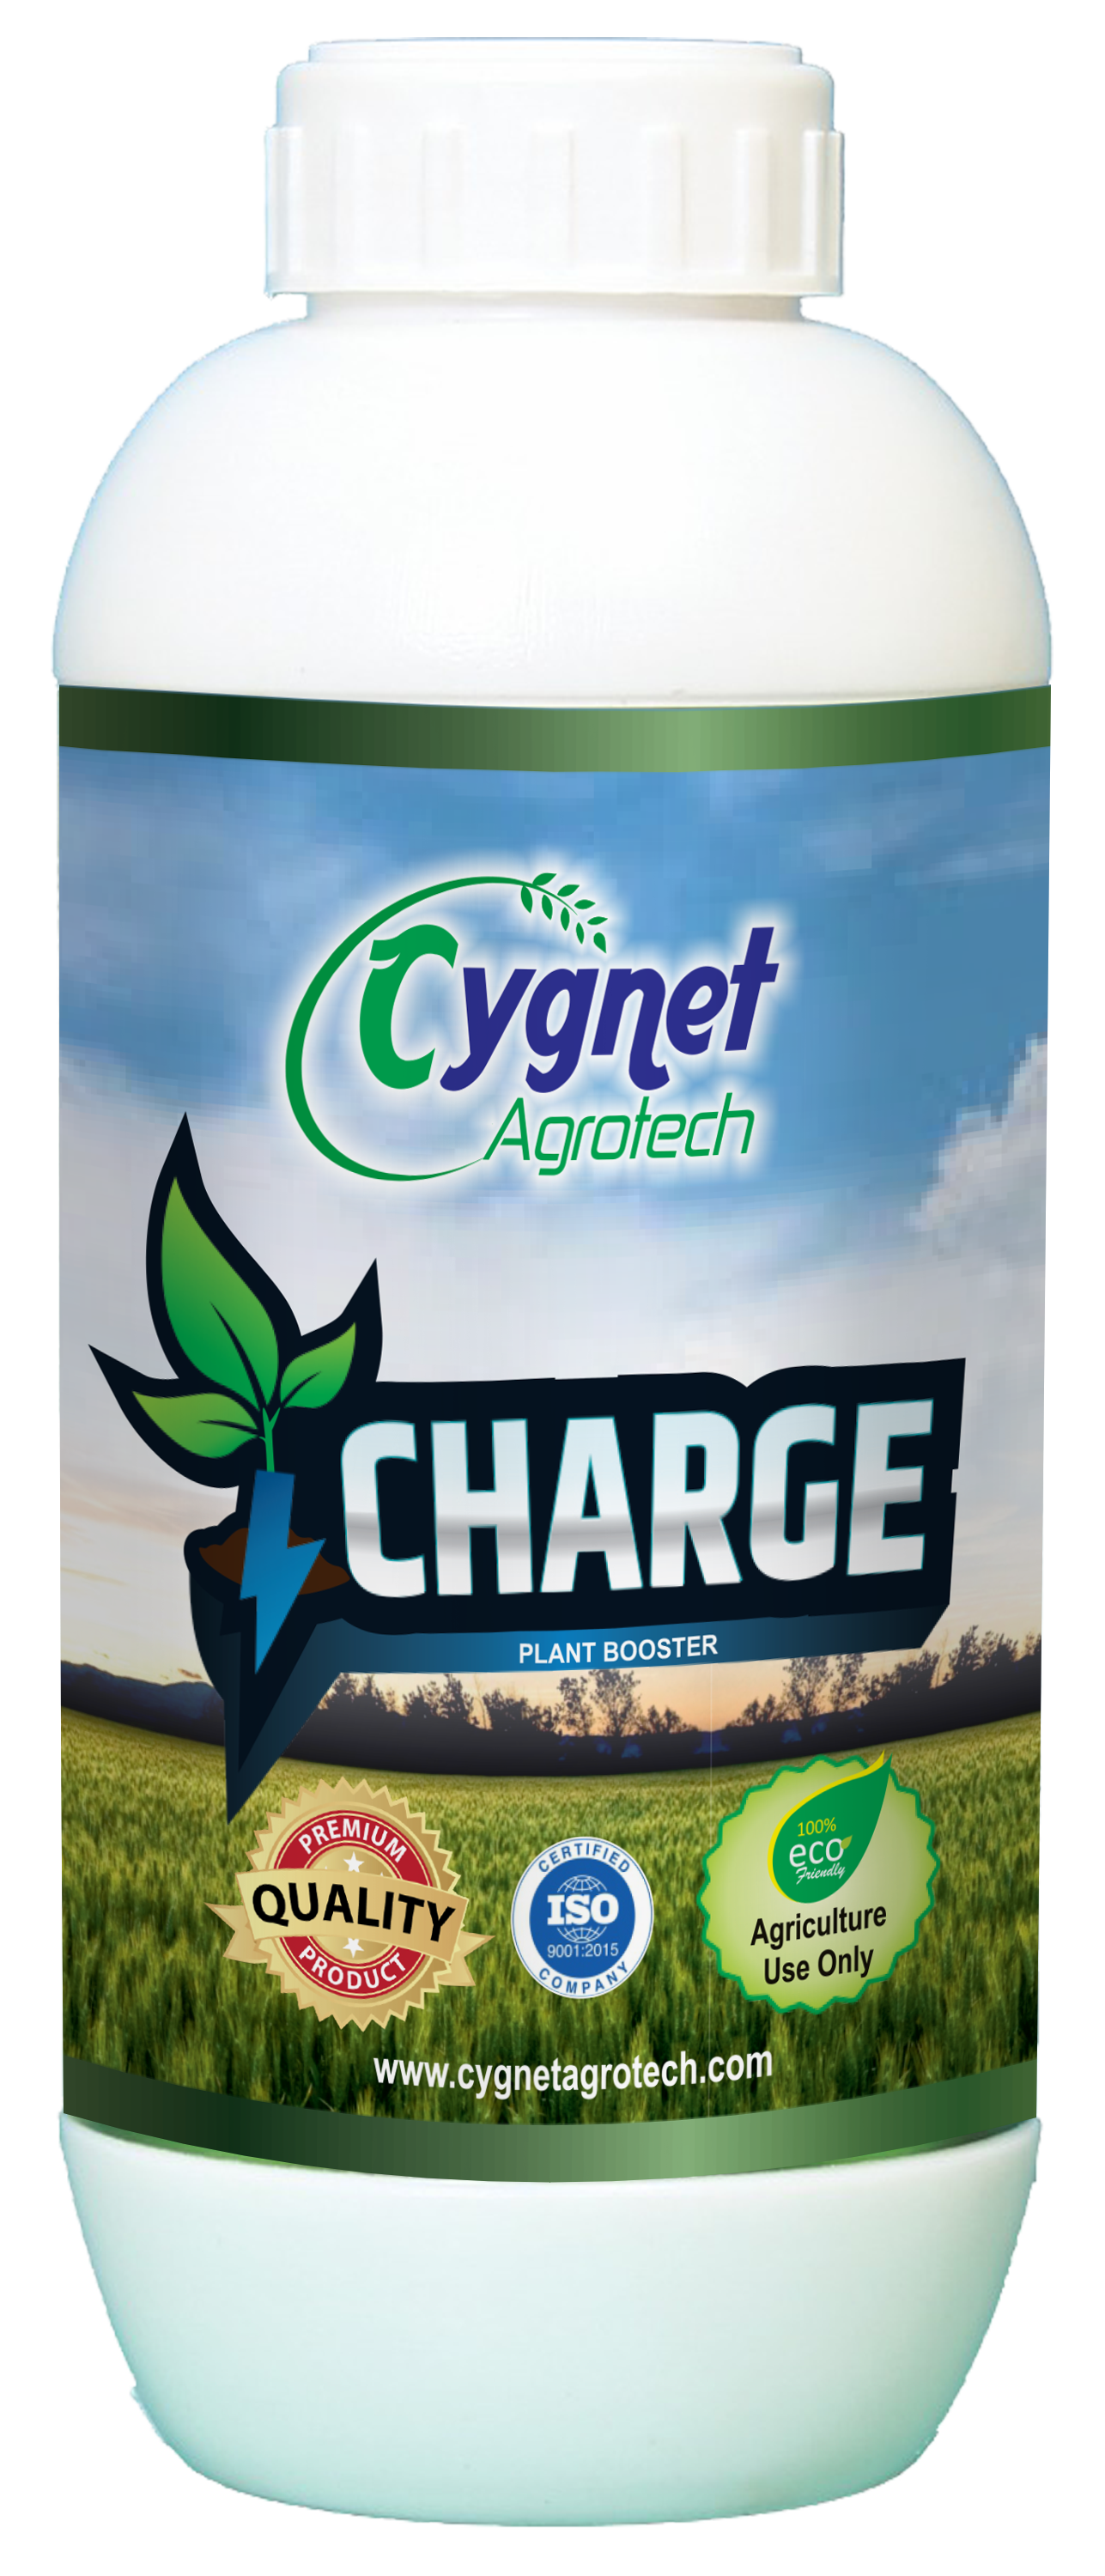 Cygnet
Agrotech
CHARGE
PLANT BOOSTER
PREMIUM
QUALITY
PRODUCT
CERTIFIED
ISO
9001:2015
COMPANY
100%
eco
Friendly
Agriculture
Use Only
www.cygnetagrotech.com